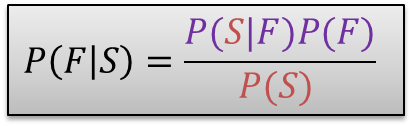 P(F|S) = P(S|F)P(F) / P(S)